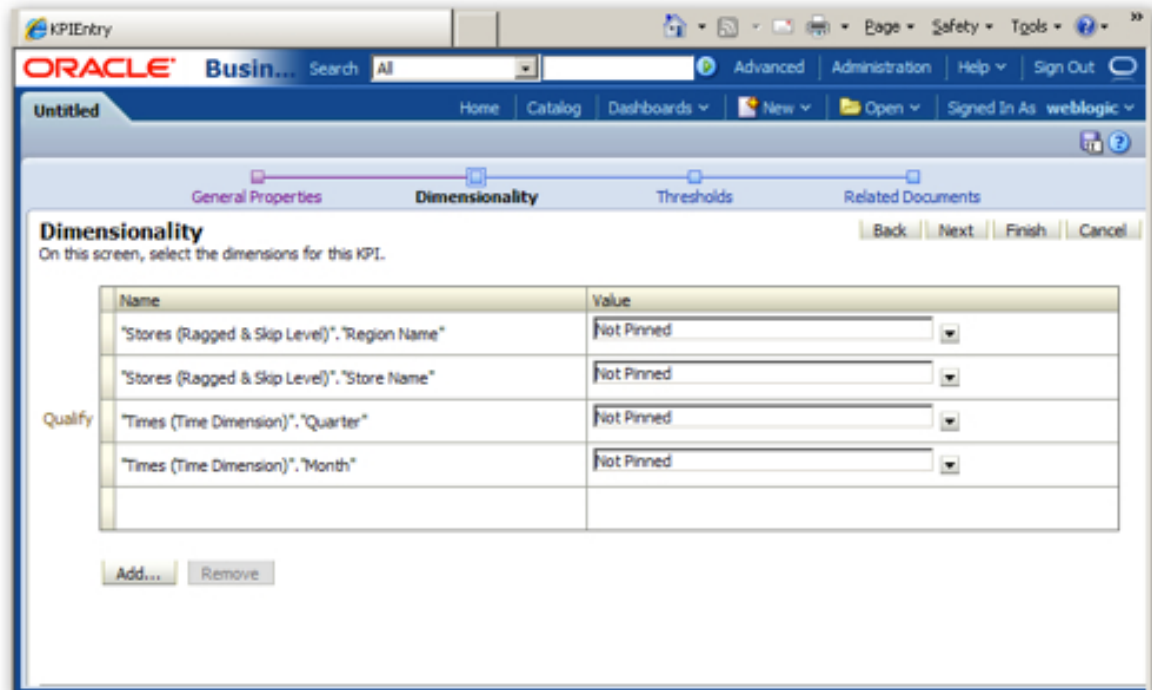 KPIEntry Page Safety Tools »
ORACLE Busin... Search All Advanced Administration Help Sign Out
Untitled Home Catalog Dashboards New Open Signed In As weblogic
General Properties Dimensionality Thresholds Related Documents
Dimensionality Back Next Finish Cancel
On this screen, select the dimensions for this KPI.
Name Value
"Stores (Ragged & Skip Level)"."Region Name" Not Pinned
"Stores (Ragged & Skip Level)"."Store Name" Not Pinned
Qualify "Times (Time Dimension)"."Quarter" Not Pinned
"Times (Time Dimension)"."Month" Not Pinned
Add... Remove